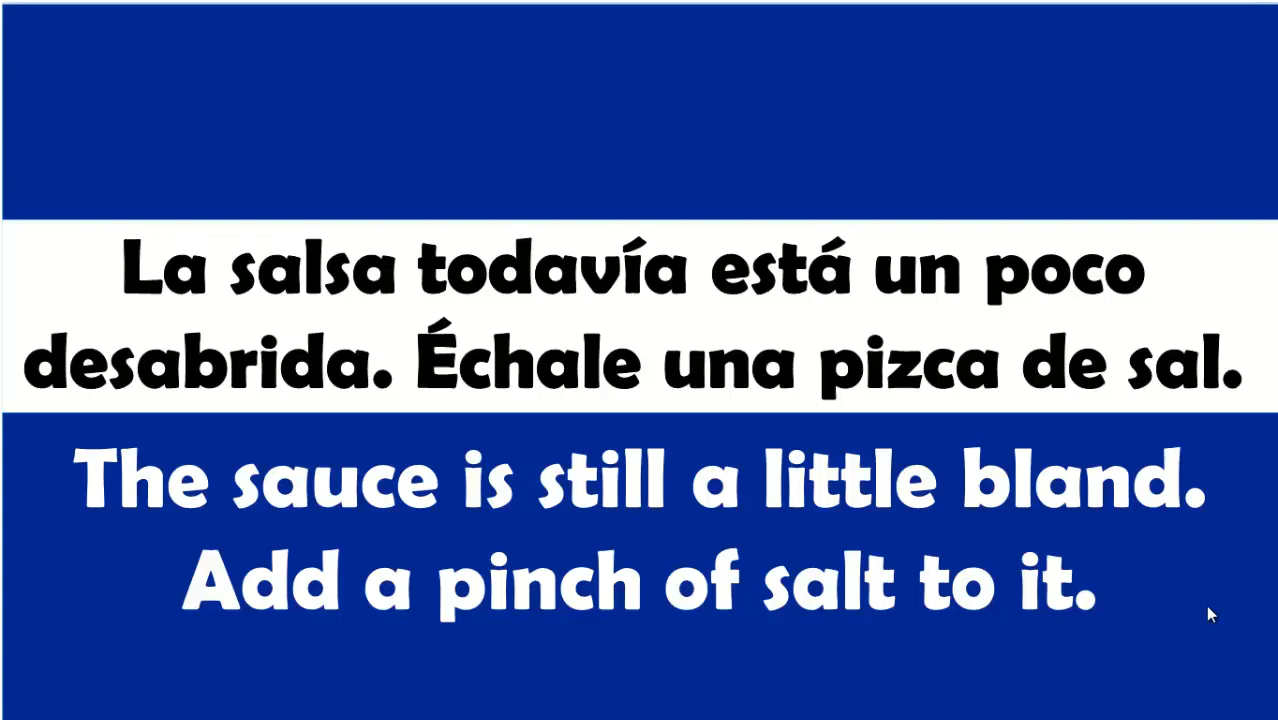 La salsa todavía está un poco
desabrida. Échale una pizca de sal.
The sauce is still a little bland.
Add a pinch of salt to it.